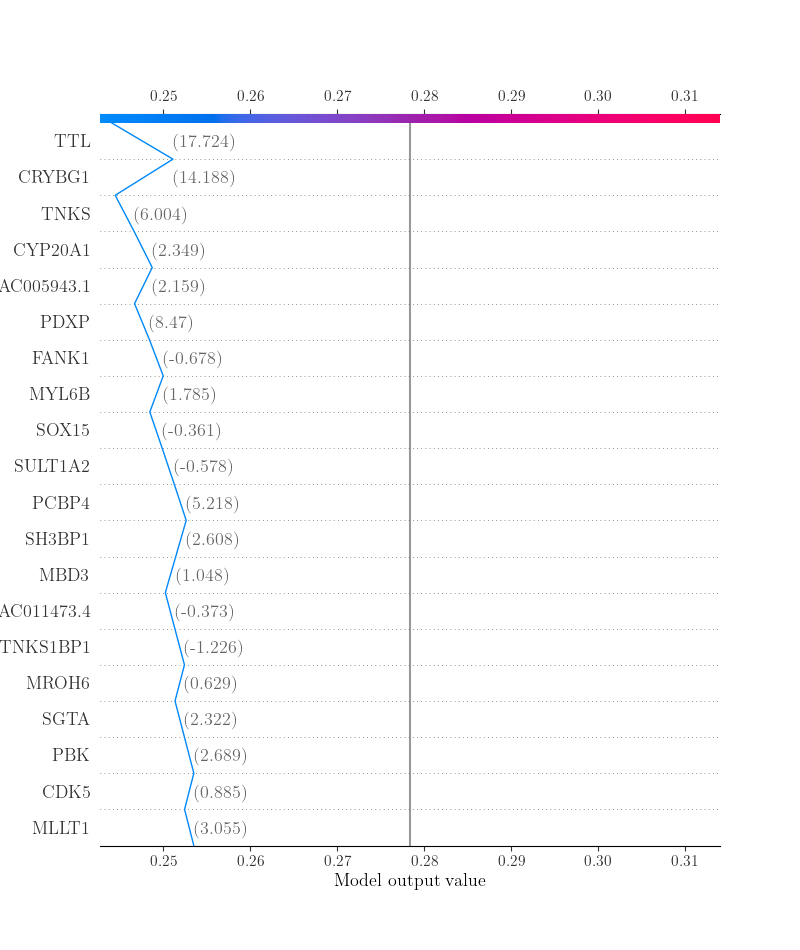 0.25 0.26 0.27 0.28 0.29 0.30 0.31
TTL (17.724)
CRYBG1 (14.188)
TNKS (6.004)
CYP20A1 (2.349)
AC005943.1 (2.159)
PDXP (8.47)
FANK1 (-0.678)
MYL6B (1.785)
SOX15 (-0.361)
SULT1A2 (-0.578)
PCBP4 (5.218)
SH3BP1 (2.608)
MBD3 (1.048)
AC011473.4 (-0.373)
TNKS1BP1 (-1.226)
MROH6 (0.629)
SGTA (2.322)
PBK (2.689)
CDK5 (0.885)
MLLT1 (3.055)
0.25 0.26 0.27 0.28 0.29 0.30 0.31
Model output value